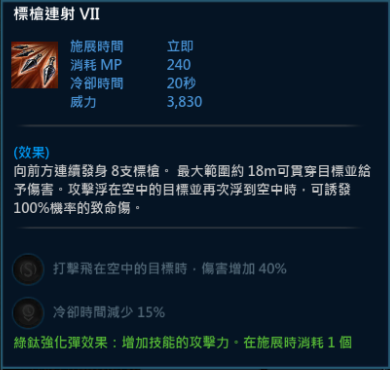 標槍連射 VII
施展時間 立即
消耗 MP 240
冷卻時間 20秒
威力 3,830
(效果)
向前方連續發身 8支標槍。 最大範圍約 18m可貫穿目標並給
予傷害。攻擊浮在空中的目標並再次浮到空中時，可誘發
100%機率的致命傷。
打擊飛在空中的目標時，傷害增加 40%
冷卻時間減少 15%
綠鈦強化彈效果：增加技能的攻擊力。在施展時消耗 1 個